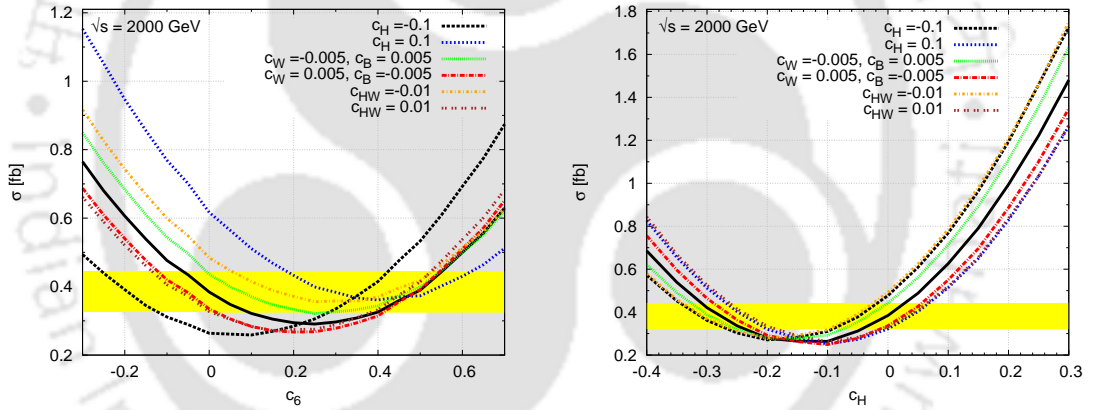 √s = 2000 GeV
c_H =-0.1
c_H = 0.1
c_W =-0.005, c_B = 0.005
c_W = 0.005, c_B =-0.005
c_HW =-0.01
c_HW = 0.01
σ [fb]
1.2
1
0.8
0.6
0.4
0.2
-0.2
0
0.2
0.4
0.6
c_6
√s = 2000 GeV
c_H =-0.1
c_H = 0.1
c_W =-0.005, c_B = 0.005
c_W = 0.005, c_B =-0.005
c_HW =-0.01
c_HW = 0.01
σ [fb]
1.8
1.6
1.4
1.2
1
0.8
0.6
0.4
0.2
-0.4
-0.3
-0.2
-0.1
0
0.1
0.2
0.3
c_H